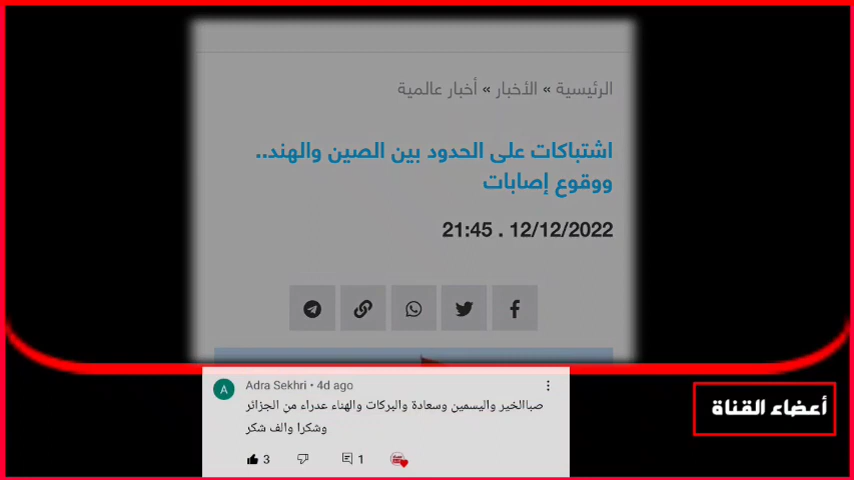 الرئيسية » الأخبار » أخبار عالمية
اشتباكات على الحدود بين الصين والهند..
ووقوع إصابات
21:45 . 12/12/2022
Adra Sekhri • 4d ago
صباالخير واليسمين وسعادة والبركات والهناء عدراء من الجزائر
وشكرا والف شكر
3
1
أعضاء القناة